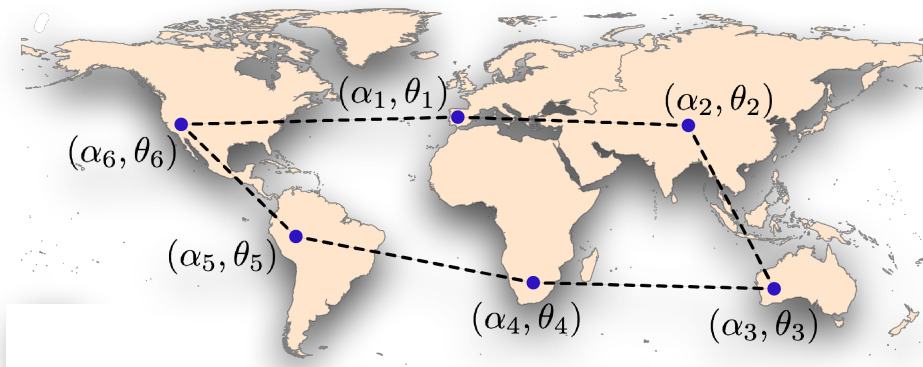 (α₁, θ₁)
(α₂, θ₂)
(α₆, θ₆)
(α₅, θ₅)
(α₄, θ₄)
(α₃, θ₃)